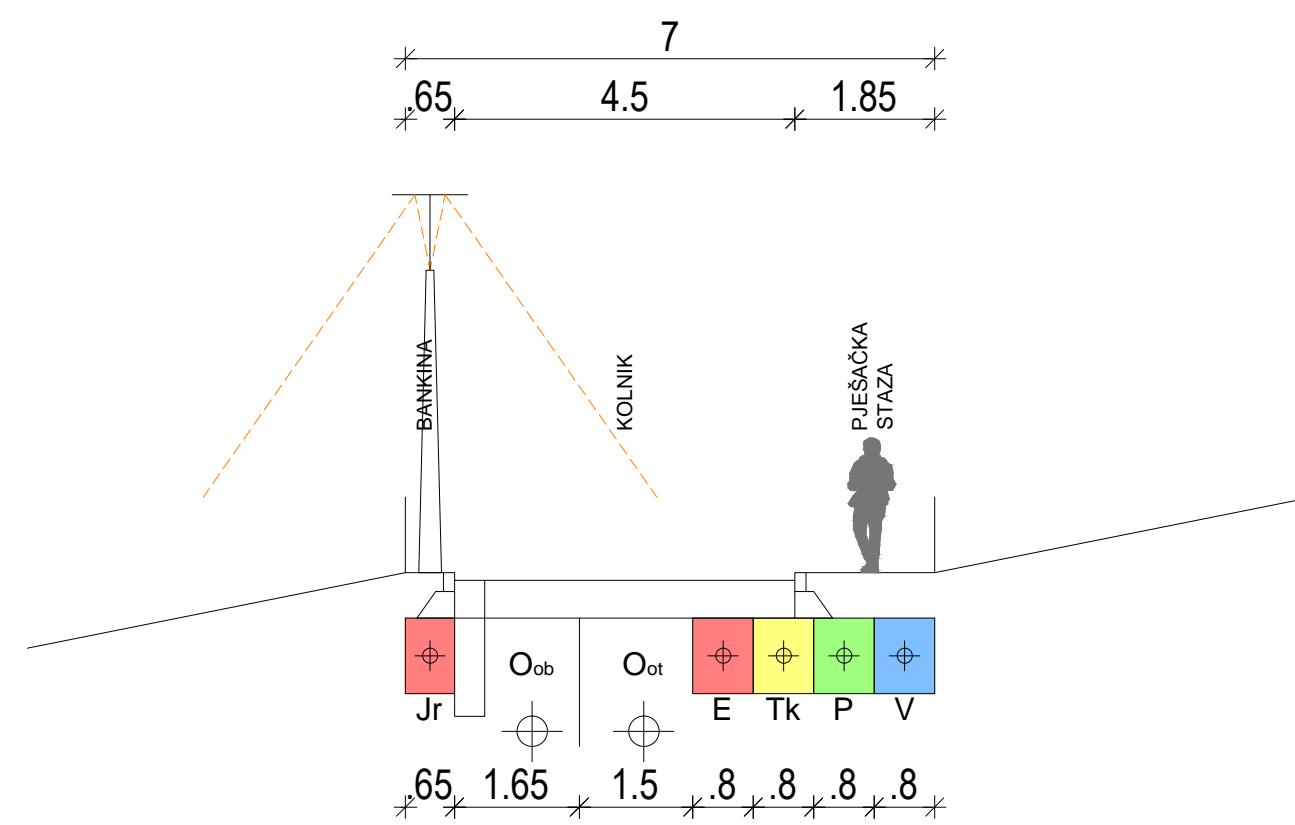 7
.65 4.5 1.85
BANKINA
KOLNIK
PJEŠAČKA
STAZA
Oob Oot
Jr E Tk P V
.65 1.65 1.5 .8 .8 .8 .8